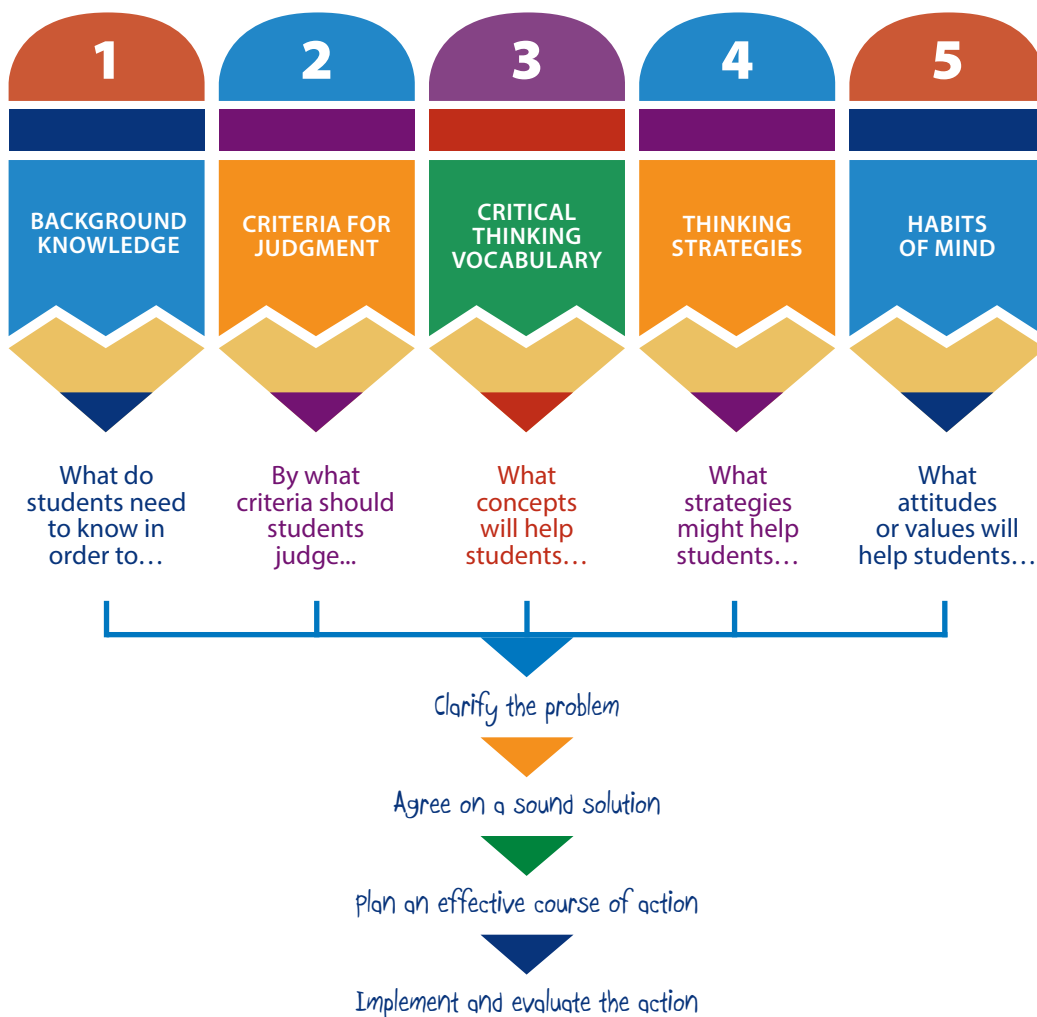 1
BACKGROUND
KNOWLEDGE
What do
students need
to know in
order to…
2
CRITERIA FOR
JUDGMENT
By what
criteria should
students
judge...
3
CRITICAL
THINKING
VOCABULARY
What
concepts
will help
students…
4
THINKING
STRATEGIES
What
strategies
might help
students…
5
HABITS
OF MIND
What
attitudes
or values will
help students…
Clarify the problem
Agree on a sound solution
Plan an effective course of action
Implement and evaluate the action